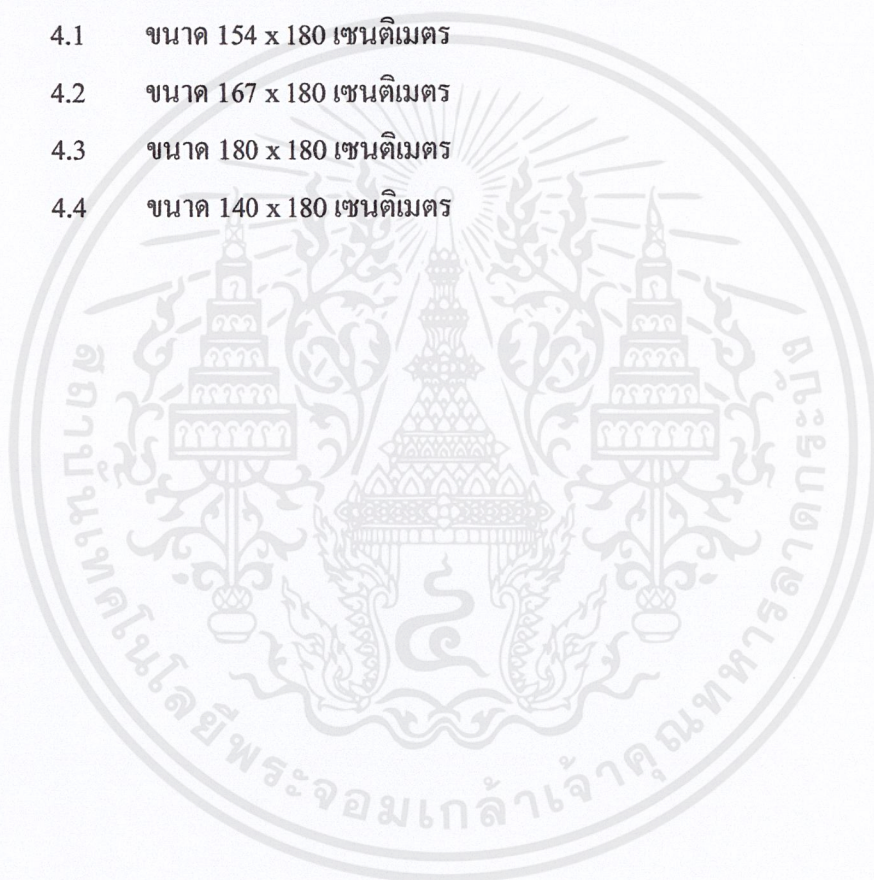 4.1 ขนาด 154 x 180 เซนติเมตร
4.2 ขนาด 167 x 180 เซนติเมตร
4.3 ขนาด 180 x 180 เซนติเมตร
4.4 ขนาด 140 x 180 เซนติเมตร
สถาบันเทคโนโลยีพระจอมเกล้าเจ้าคุณทหารลาดกระบัง